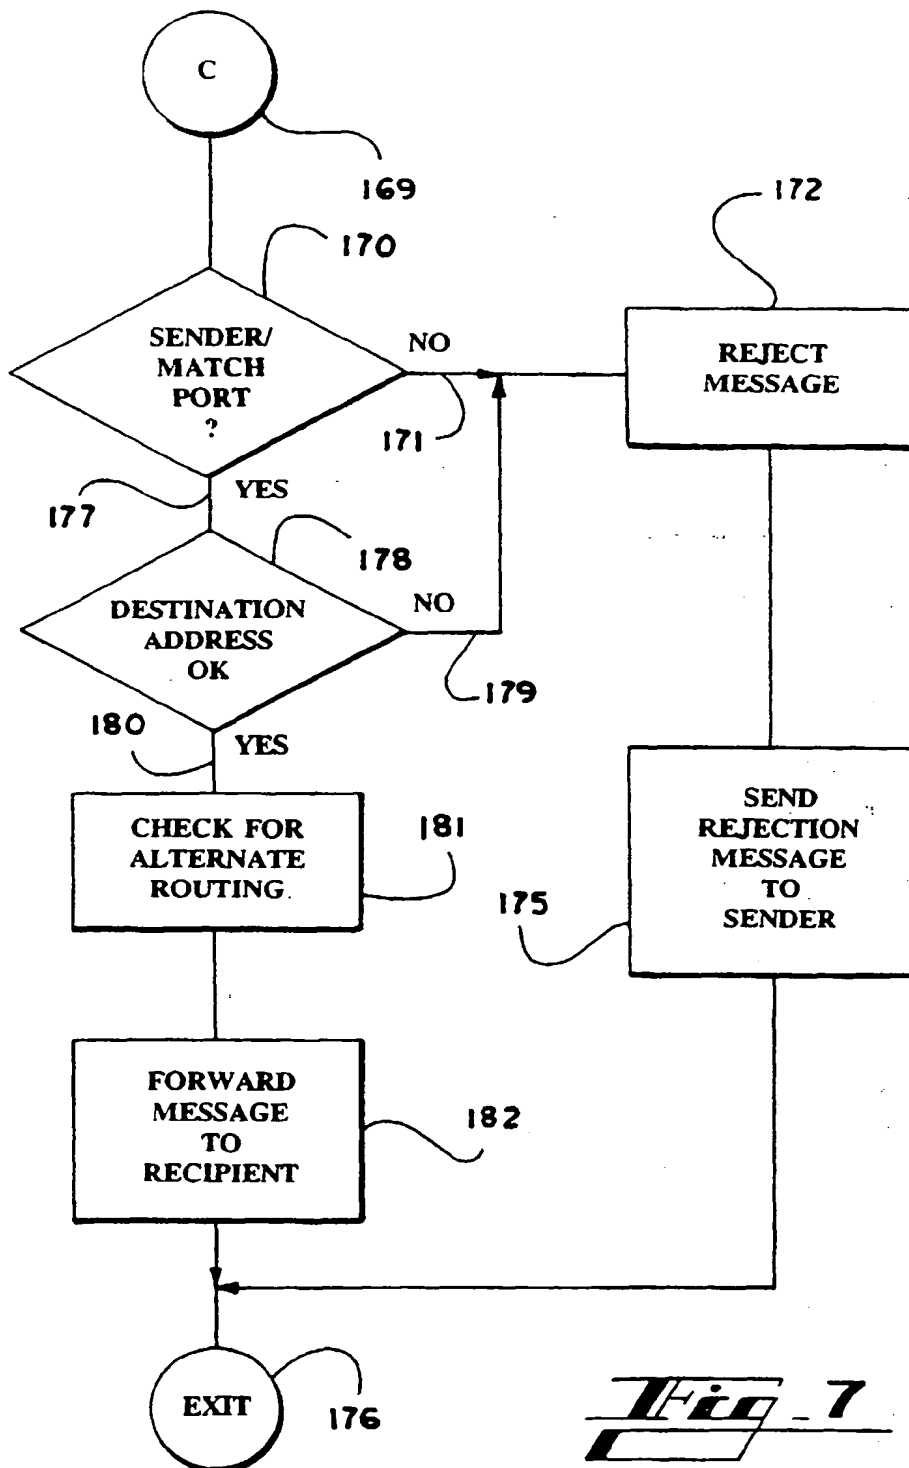 C
169
170
172
SENDER/
MATCH
PORT
?
NO
171
REJECT
MESSAGE
177
YES
178
DESTINATION
ADDRESS
OK
NO
179
180
YES
CHECK FOR
ALTERNATE
ROUTING
181
SEND
REJECTION
MESSAGE
TO
SENDER
175
FORWARD
MESSAGE
TO
RECIPIENT
182
EXIT
176
Fig_7